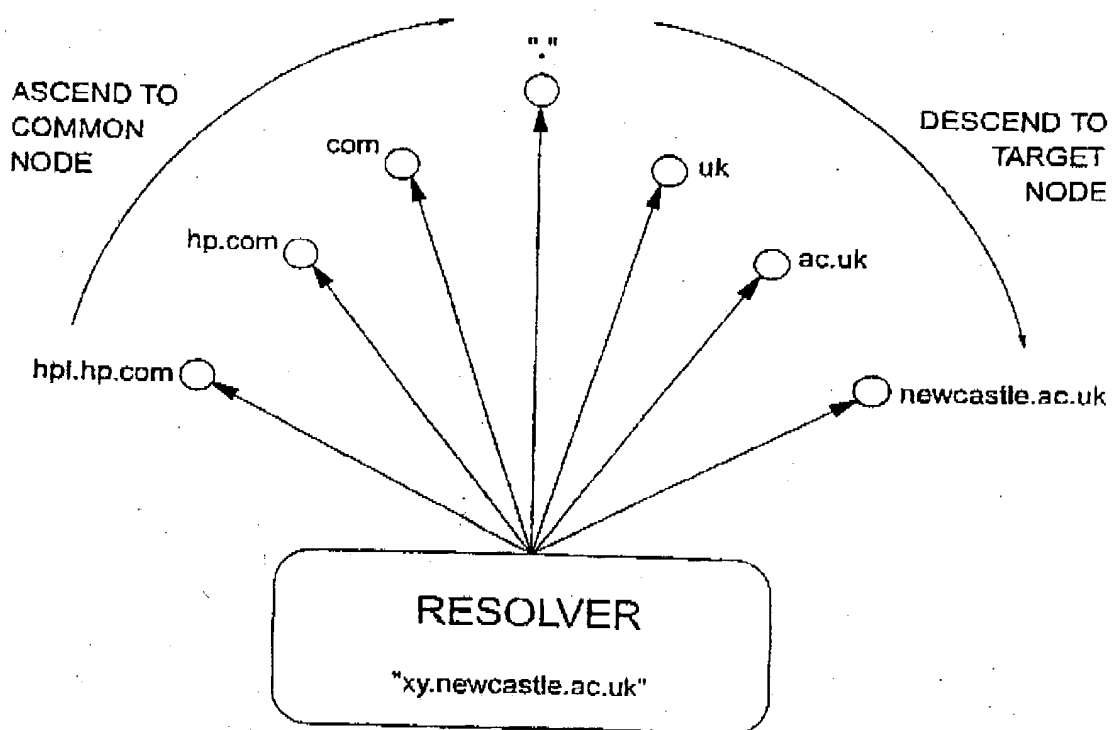 "."
ASCEND TO
COMMON
NODE
DESCEND TO
TARGET
NODE
com
uk
hp.com
ac.uk
hpl.hp.com
newcastle.ac.uk
RESOLVER
"xy.newcastle.ac.uk"